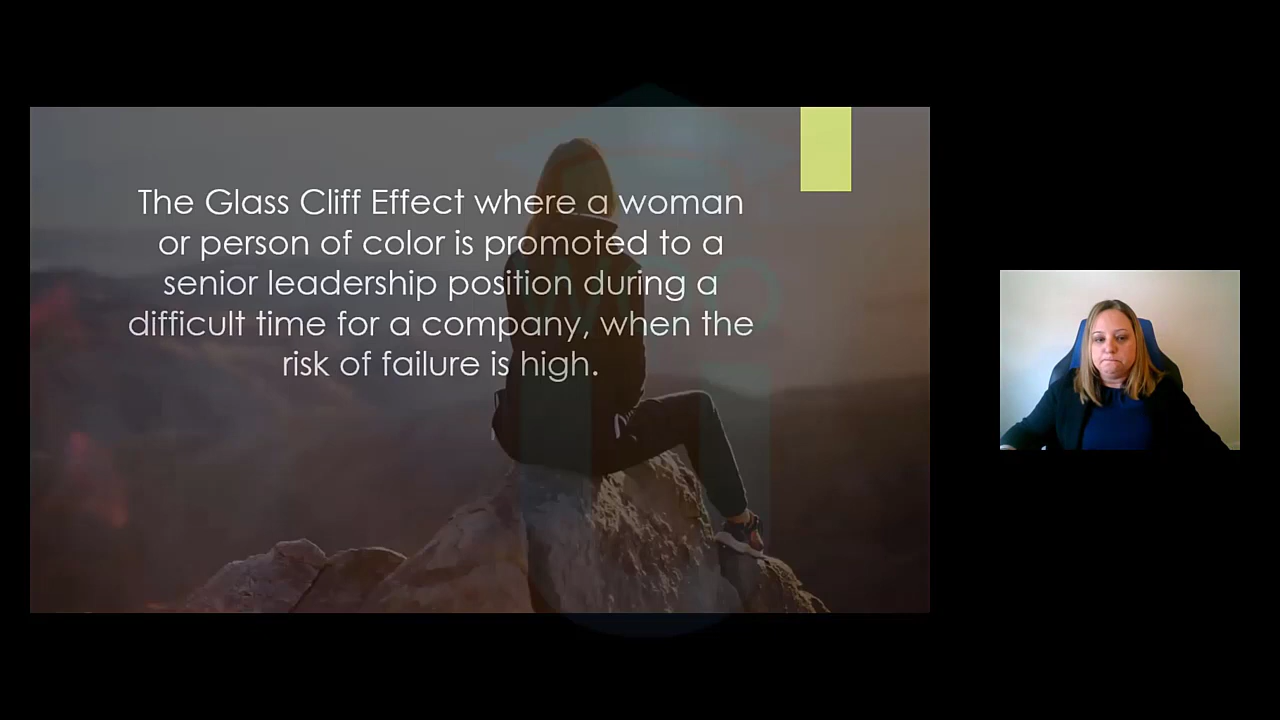 The Glass Cliff Effect where a woman
or person of color is promoted to a
senior leadership position during a
difficult time for a company, when the
risk of failure is high.